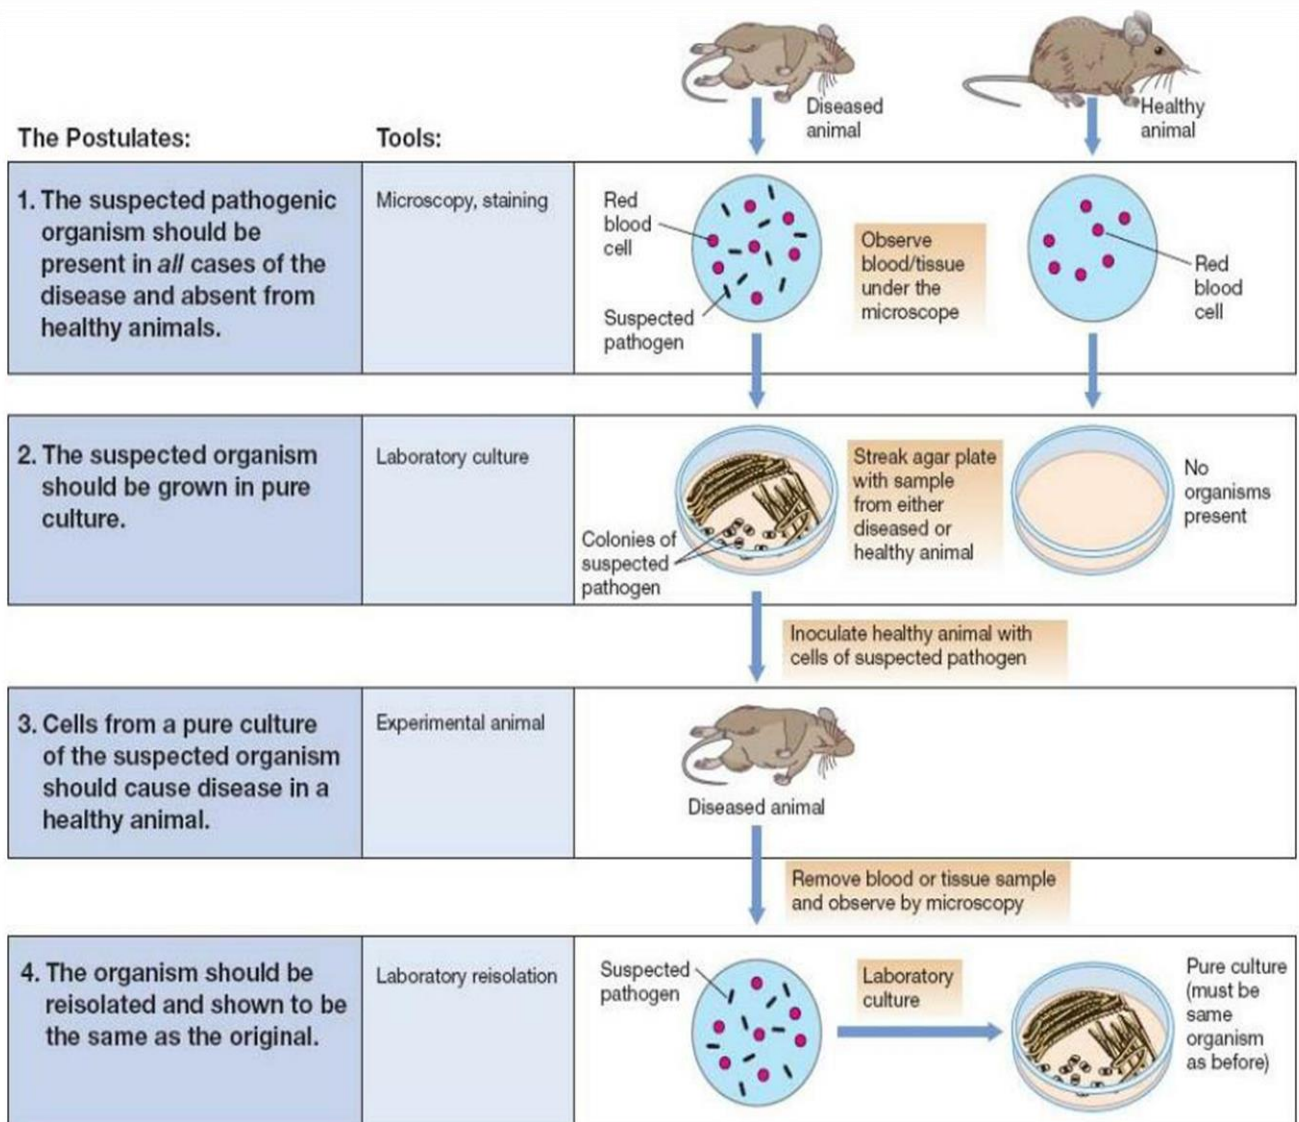 Diseased
animal
Healthy
animal
The Postulates:
Tools:
1. The suspected pathogenic
organism should be
present in all cases of the
disease and absent from
healthy animals.
Microscopy, staining
Red
blood
cell
Suspected
pathogen
Observe
blood/tissue
under the
microscope
Red
blood
cell
2. The suspected organism
should be grown in pure
culture.
Laboratory culture
Colonies of
suspected
pathogen
Streak agar plate
with sample
from either
diseased or
healthy animal
No
organisms
present
Inoculate healthy animal with
cells of suspected pathogen
3. Cells from a pure culture
of the suspected organism
should cause disease in a
healthy animal.
Experimental animal
Diseased animal
Remove blood or tissue sample
and observe by microscopy
4. The organism should be
reisolated and shown to be
the same as the original.
Laboratory reisolation
Suspected
pathogen
Laboratory
culture
Pure culture
(must be
same
organism
as before)